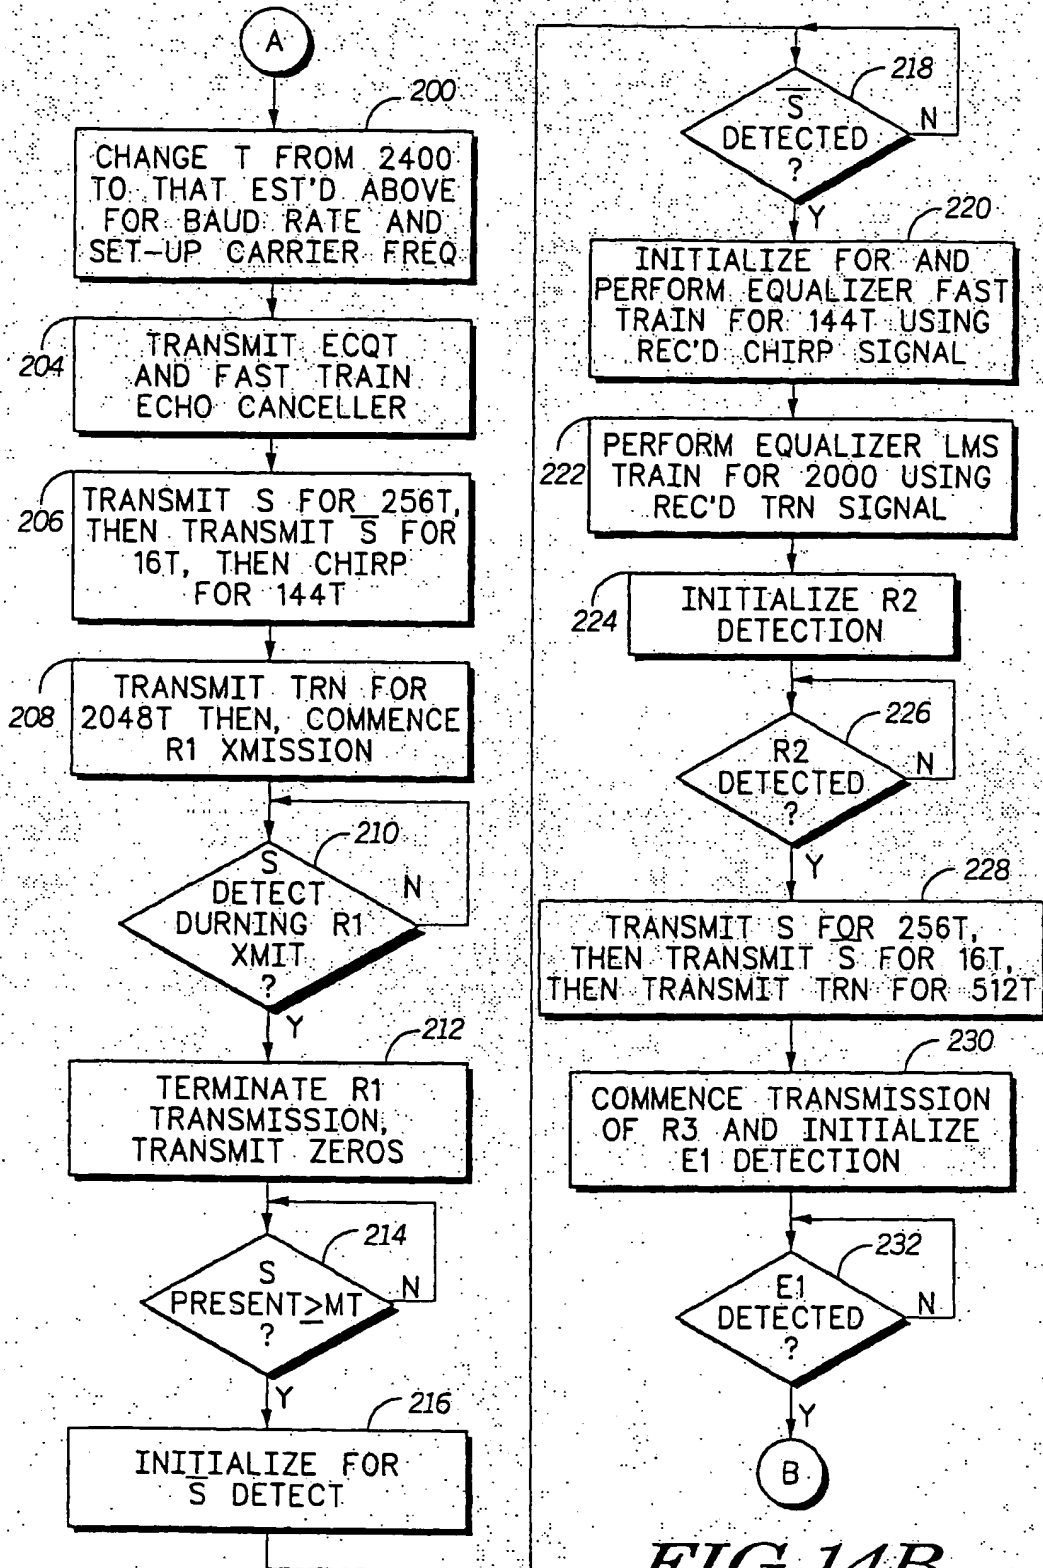 A
200
CHANGE T FROM 2400
TO THAT EST'D ABOVE
FOR BAUD RATE AND
SET-UP CARRIER FREQ
204
TRANSMIT ECQT
AND FAST TRAIN
ECHO CANCELLER
206
TRANSMIT S FOR 256T,
THEN TRANSMIT S̅ FOR
16T, THEN CHIRP
FOR 144T
208
TRANSMIT TRN FOR
2048T THEN, COMMENCE
R1 XMISSION
210
S
DETECT
DURNING R1
XMIT
?
N
Y
212
TERMINATE R1
TRANSMISSION,
TRANSMIT ZEROS
214
S
PRESENT≥MT
?
N
Y
216
INITIALIZE FOR
S̅ DETECT
218
S̅
DETECTED
?
N
Y
220
INITIALIZE FOR AND
PERFORM EQUALIZER FAST
TRAIN FOR 144T USING
REC'D CHIRP SIGNAL
222
PERFORM EQUALIZER LMS
TRAIN FOR 2000 USING
REC'D TRN SIGNAL
224
INITIALIZE R2
DETECTION
226
R2
DETECTED
?
N
Y
228
TRANSMIT S FOR 256T,
THEN TRANSMIT S̅ FOR 16T,
THEN TRANSMIT TRN FOR 512T
230
COMMENCE TRANSMISSION
OF R3 AND INITIALIZE
E1 DETECTION
232
E1
DETECTED
?
N
Y
B
FIG.14B